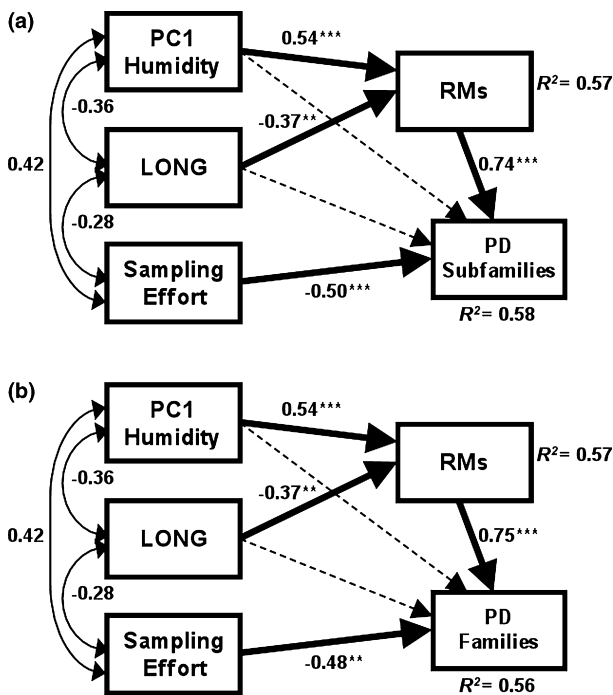 (a)
PC1
Humidity
0.54***
RMs
R²= 0.57
-0.36
-0.37**
0.42
LONG
0.74***
-0.28
PD
Subfamilies
Sampling
Effort
-0.50***
R²= 0.58
(b)
PC1
Humidity
0.54***
RMs
R²= 0.57
-0.36
-0.37**
0.42
LONG
0.75***
-0.28
PD
Families
Sampling
Effort
-0.48**
R²= 0.56